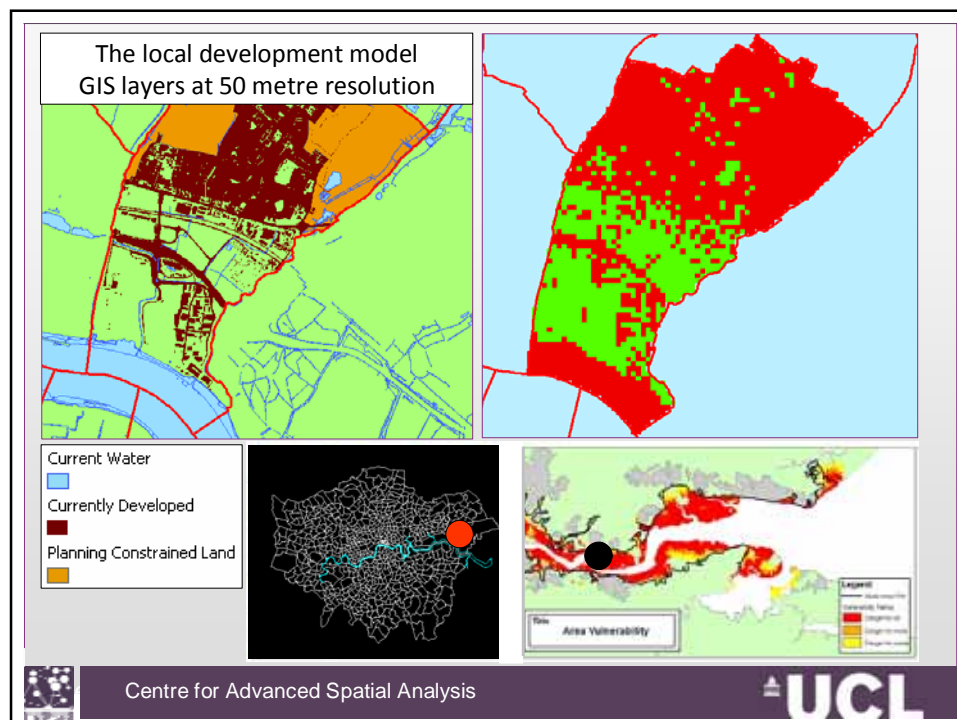 The local development model
GIS layers at 50 metre resolution
Current Water
Currently Developed
Planning Constrained Land
Title
Area Vulnerability
Legend
Centre for Advanced Spatial Analysis
UCL